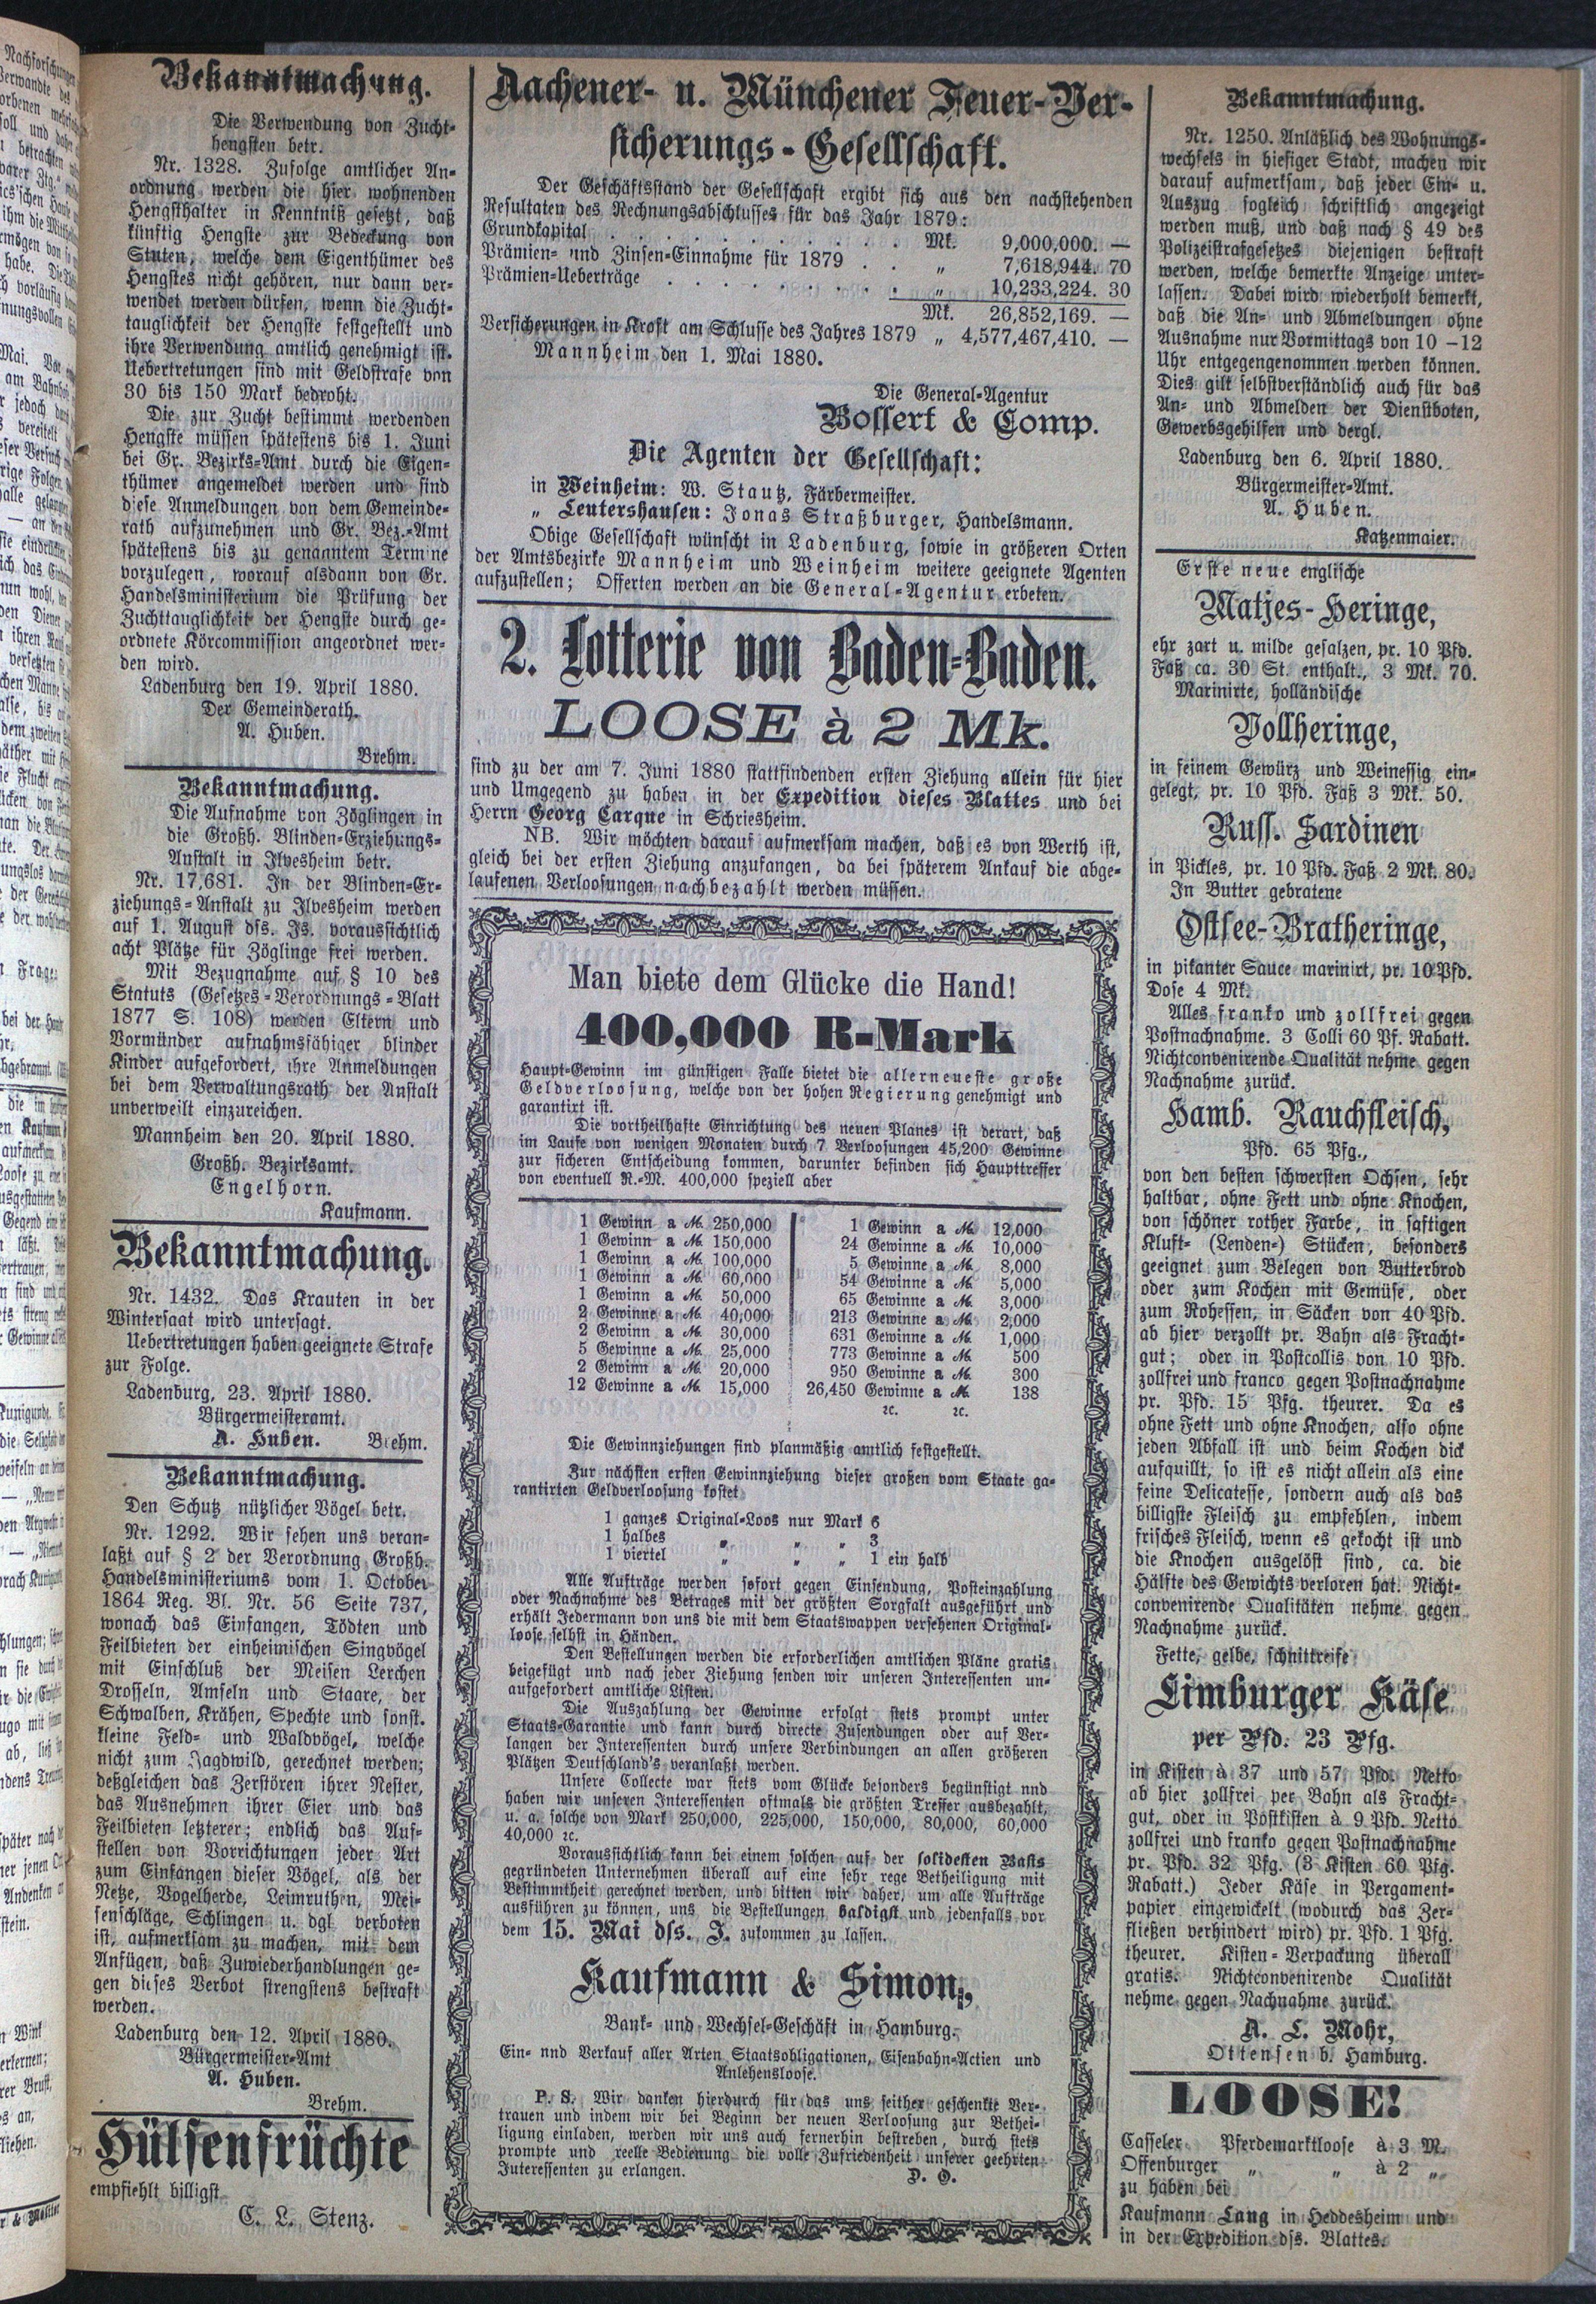 Bekanntmachung.
Die Verwendung von Zucht-
hengsten betr.
Nr. 1328. Zufolge amtlicher An-
ordnung werden die hier wohnenden
Hengsthalter in Kenntniß gesetzt, daß
künftig Hengste zur Bedeckung von
Stuten, welche dem Eigenthümer des
Hengstes nicht gehören, nur dann ver-
wendet werden dürfen, wenn die Zucht-
tauglichkeit der Hengste festgestellt und
ihre Verwendung amtlich genehmigt ist.
Uebertretungen sind mit Geldstrafe von
30 bis 150 Mark bedroht.
Die zur Zucht bestimmt werdenden
Hengste müssen spätestens bis 1. Juni
bei Gr. Bezirks-Amt durch die Eigen-
thümer angemeldet werden und sind
diese Anmeldungen von dem Gemeinde-
rath aufzunehmen und Gr. Bez.-Amt
spätestens bis zu genanntem Termine
vorzulegen, worauf alsdann von Gr.
Handelsministerium die Prüfung der
Zuchttauglichkeit der Hengste durch ge-
ordnete Körcommission angeordnet wer-
den wird.
Ladenburg den 19. April 1880.
Der Gemeinderath.
A. Huben.
Brehm.
Bekanntmachung.
Die Aufnahme von Zöglingen in
die Großh. Blinden-Erziehungs-
Anstalt in Ilvesheim betr.
Nr. 17,681. In der Blinden-Er-
ziehungs-Anstalt zu Ilvesheim werden
auf 1. August dss. Js. voraussichtlich
acht Plätze für Zöglinge frei werden.
Mit Bezugnahme auf § 10 des
Statuts (Gesetzes-Verordnungs-Blatt
1877 S. 108) werden Eltern und
Vormünder aufnahmsfähiger blinder
Kinder aufgefordert, ihre Anmeldungen
bei dem Verwaltungsrath der Anstalt
unverweilt einzureichen.
Mannheim den 20. April 1880.
Großh. Bezirksamt.
Engelhorn.
Kaufmann.
Bekanntmachung.
Nr. 1432. Das Krauten in der
Wintersaat wird untersagt.
Uebertretungen haben geeignete Strafe
zur Folge.
Ladenburg, 23. April 1880.
Bürgermeisteramt.
A. Huben. Brehm.
Bekanntmachung.
Den Schutz nützlicher Vögel betr.
Nr. 1292. Wir sehen uns veran-
laßt auf § 2 der Verordnung Großh.
Handelsministeriums vom 1. October
1864 Reg. Bl. Nr. 56 Seite 737,
wonach das Einfangen, Tödten und
Feilbieten der einheimischen Singvögel
mit Einschluß der Meisen Lerchen
Drosseln, Amseln und Staare, der
Schwalben, Krähen, Spechte und sonst.
kleine Feld- und Waldvögel, welche
nicht zum Jagdwild, gerechnet werden;
deßgleichen das Zerstören ihrer Nester,
das Ausnehmen ihrer Eier und das
Feilbieten letzterer; endlich das Auf-
stellen von Vorrichtungen jeder Art
zum Einfangen dieser Vögel, als der
Netze, Vogelherde, Leimruthen, Mei-
senschläge, Schlingen u. dgl. verboten
ist, aufmerksam zu machen, mit dem
Anfügen, daß Zuwiederhandlungen ge-
gen dieses Verbot strengstens bestraft
werden.
Ladenburg den 12. April 1880.
Bürgermeister-Amt
A. Huben.
Brehm.
Hülsenfrüchte
empfiehlt billigst
C. L. Stenz.
Aachener- u. Münchener Feuer-Ver-
sicherungs-Gesellschaft.
Der Geschäftsstand der Gesellschaft ergibt sich aus den nachstehenden
Resultaten des Rechnungsabschlusses für das Jahr 1879:
Grundkapital . . . . . . . . . . Mk. 9,000,000. —
Prämien- und Zinsen-Einnahme für 1879 . . „ 7,618,944. 70
Prämien-Ueberträge . . . . . . . . „ 10,233,224. 30
Mk. 26,852,169. —
Versicherungen in Kraft am Schlusse des Jahres 1879 „ 4,577,467,410. —
Mannheim den 1. Mai 1880.
Die General-Agentur
Bossert & Comp.
Die Agenten der Gesellschaft:
in Weinheim: W. Stautz, Färbermeister.
„ Leutershausen: Jonas Straßburger, Handelsmann.
Obige Gesellschaft wünscht in Ladenburg, sowie in größeren Orten
der Amtsbezirke Mannheim und Weinheim weitere geeignete Agenten
aufzustellen; Offerten werden an die General-Agentur erbeten.
2. Lotterie von Baden-Baden.
LOOSE à 2 Mk.
sind zu der am 7. Juni 1880 stattfindenden ersten Ziehung allein für hier
und Umgegend zu haben in der Expedition dieses Blattes und bei
Herrn Georg Carque in Schriesheim.
NB. Wir möchten darauf aufmerksam machen, daß es von Werth ist,
gleich bei der ersten Ziehung anzufangen, da bei späterem Ankauf die abge-
laufenen Verloosungen nachbezahlt werden müssen.
Man biete dem Glücke die Hand!
400,000 R-Mark
Haupt-Gewinn im günstigen Falle bietet die allerneueste große
Geldverloosung, welche von der hohen Regierung genehmigt und
garantirt ist.
Die vortheilhafte Einrichtung des neuen Planes ist derart, daß
im Laufe von wenigen Monaten durch 7 Verloosungen 45,200 Gewinne
zur sicheren Entscheidung kommen, darunter befinden sich Haupttreffer
von eventuell R.-M. 400,000 speziell aber
1 Gewinn a M. 250,000
1 Gewinn a M. 150,000
1 Gewinn a M. 100,000
1 Gewinn a M. 60,000
1 Gewinn a M. 50,000
2 Gewinne a M. 40,000
2 Gewinn a M. 30,000
5 Gewinne a M. 25,000
2 Gewinn a M. 20,000
12 Gewinne a M. 15,000
1 Gewinn a M. 12,000
24 Gewinne a M. 10,000
5 Gewinne a M. 8,000
54 Gewinne a M. 5,000
65 Gewinne a M. 3,000
213 Gewinne a M. 2,000
631 Gewinne a M. 1,000
773 Gewinne a M. 500
950 Gewinne a M. 300
26,450 Gewinne a M. 138
ꝛc. ꝛc.
Die Gewinnziehungen sind planmäßig amtlich festgestellt.
Zur nächsten ersten Gewinnziehung dieser großen vom Staate ga-
rantirten Geldverloosung kostet
1 ganzes Original-Loos nur Mark 6
1 halbes „ „ „ 3
1 viertel „ „ „ 1 ein halb
Alle Aufträge werden sofort gegen Einsendung, Posteinzahlung
oder Nachnahme des Betrages mit der größten Sorgfalt ausgeführt und
erhält Jedermann von uns die mit dem Staatswappen versehenen Original-
loose selbst in Händen.
Den Bestellungen werden die erforderlichen amtlichen Pläne gratis
beigefügt und nach jeder Ziehung senden wir unseren Interessenten un-
aufgefordert amtliche Listen.
Die Auszahlung der Gewinne erfolgt stets prompt unter
Staats-Garantie und kann durch directe Zusendungen oder auf Ver-
langen der Interessenten durch unsere Verbindungen an allen größeren
Plätzen Deutschland's veranlaßt werden.
Unsere Collecte war stets vom Glücke besonders begünstigt nnd
haben wir unseren Interessenten oftmals die größten Treffer ausbezahlt,
u. a. solche von Mark 250,000, 225,000, 150,000, 80,000, 60,000
40,000 ꝛc.
Voraussichtlich kann bei einem solchen auf der solidesten Basis
gegründeten Unternehmen überall auf eine sehr rege Betheiligung mit
Bestimmtheit gerechnet werden, und bitten wir daher, um alle Aufträge
ausführen zu können, uns die Bestellungen baldigst und jedenfalls vor
dem 15. Mai dss. J. zukommen zu lassen.
Kaufmann & Simon,
Bank- und Wechsel-Geschäft in Hamburg.
Ein- nnd Verkauf aller Arten Staatsobligationen, Eisenbahn-Actien und
Anlehensloose.
P. S. Wir danken hierdurch für das uns seither geschenkte Ver-
trauen und indem wir bei Beginn der neuen Verloosung zur Bethei-
ligung einladen, werden wir uns auch fernerhin bestreben, durch stets
prompte und reelle Bedienung die volle Zufriedenheit unserer geehrten
Interessenten zu erlangen. D. O.
Bekanntmachung.
Nr. 1250. Anläßlich des Wohnungs-
wechsels in hiesiger Stadt, machen wir
darauf aufmerksam, daß jeder Ein- u.
Auszug sogleich schriftlich angezeigt
werden muß, und daß nach § 49 des
Polizeistrafgesetzes diejenigen bestraft
werden, welche bemerkte Anzeige unter-
lassen. Dabei wird wiederholt bemerkt,
daß die An- und Abmeldungen ohne
Ausnahme nur Vormittags von 10 –12
Uhr entgegengenommen werden können.
Dies gilt selbstverständlich auch für das
An- und Abmelden der Dienstboten,
Gewerbsgehilfen und dergl.
Ladenburg den 6. April 1880.
Bürgermeister-Amt.
A. Huben.
Katzenmaier.
Erste neue englische
Matjes-Heringe,
ehr zart u. milde gesalzen, pr. 10 Pfd.
Faß ca. 30 St. enthalt., 3 Mk. 70.
Marinirte, holländische
Vollheringe,
in feinem Gewürz und Weinessig ein-
gelegt, pr. 10 Pfd. Faß 3 Mk. 50.
Russ. Sardinen
in Pickles, pr. 10 Pfd. Faß 2 Mk. 80.
In Butter gebratene
Ostsee-Bratheringe,
in pikanter Sauce marinirt, pr. 10 Pfd.
Dose 4 Mk.
Alles franko und zollfrei gegen
Postnachnahme. 3 Colli 60 Pf. Rabatt.
Nichtconvenirende Qualität nehme gegen
Nachnahme zurück.
Hamb. Rauchfleisch,
Pfd. 65 Pfg.,
von den besten schwersten Ochsen, sehr
haltbar, ohne Fett und ohne Knochen,
von schöner rother Farbe, in saftigen
Kluft- (Lenden-) Stücken, besonders
geeignet zum Belegen von Butterbrod
oder zum Kochen mit Gemüse, oder
zum Rohessen, in Säcken von 40 Pfd.
ab hier verzollt pr. Bahn als Fracht-
gut; oder in Postcollis von 10 Pfd.
zollfrei und franco gegen Postnachnahme
pr. Pfd. 15 Pfg. theurer. Da es
ohne Fett und ohne Knochen, also ohne
jeden Abfall ist und beim Kochen dick
aufquillt, so ist es nicht allein als eine
feine Delicatesse, sondern auch als das
billigste Fleisch zu empfehlen, indem
frisches Fleisch, wenn es gekocht ist und
die Knochen ausgelöst sind, ca. die
Hälfte des Gewichts verloren hat. Nicht-
convenirende Qualitäten nehme gegen
Nachnahme zurück.
Fette, gelbe, schnittreife
Limburger Käse
per Pfd. 23 Pfg.
in Kisten à 37 und 57 Pfd. Netto
ab hier zollfrei per Bahn als Fracht-
gut, oder in Postkisten à 9 Pfd. Netto
zollfrei und franko gegen Postnachnahme
pr. Pfd. 32 Pfg. (3 Kisten 60 Pfg.
Rabatt.) Jeder Käse in Pergament-
papier eingewickelt (wodurch das Zer-
fließen verhindert wird) pr. Pfd. 1 Pfg.
theurer. Kisten-Verpackung überall
gratis. Nichtconvenirende Qualität
nehme gegen Nachnahme zurück.
A. L. Mohr,
Ottensen b. Hamburg.
LOOSE!
Casseler Pferdemarktloose à 3 M.
Offenburger „ „ à 2 „
zu haben bei
Kaufmann Lang in Heddesheim und
in der Expedition dss. Blattes.